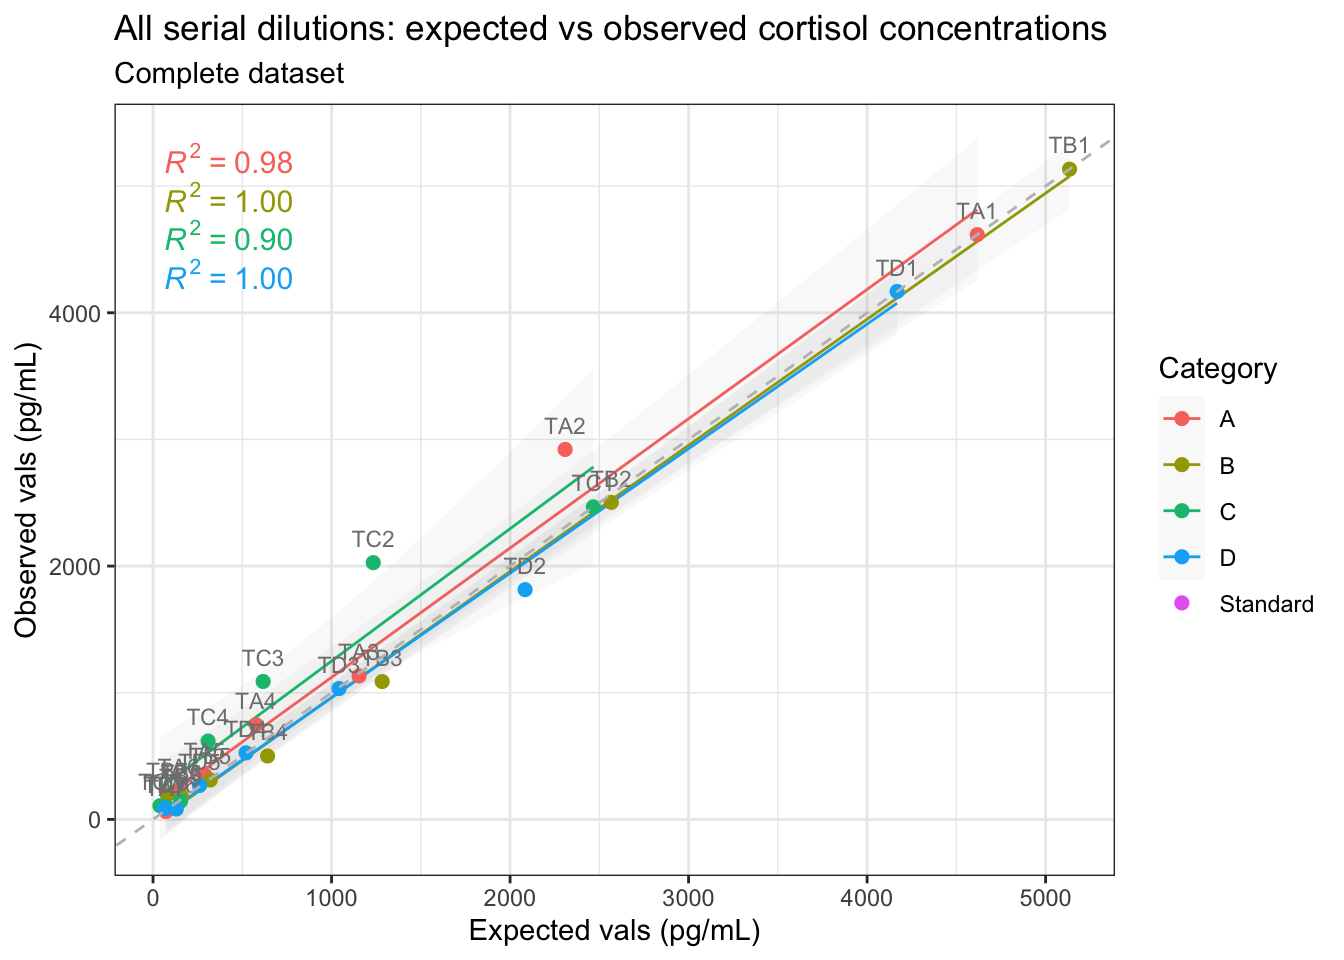 All serial dilutions: expected vs observed cortisol concentrations
Complete dataset
R² = 0.98
R² = 1.00
R² = 0.90
R² = 1.00
TB1
TA1
TD1
TA2
TC1
TB2
TC2
TD2
TC3
TA3
TB3
TD3
TA4
TC4
TB4
4000
2000
0
0
1000
2000
3000
4000
5000
Expected vals (pg/mL)
Observed vals (pg/mL)
Category
A
B
C
D
Standard